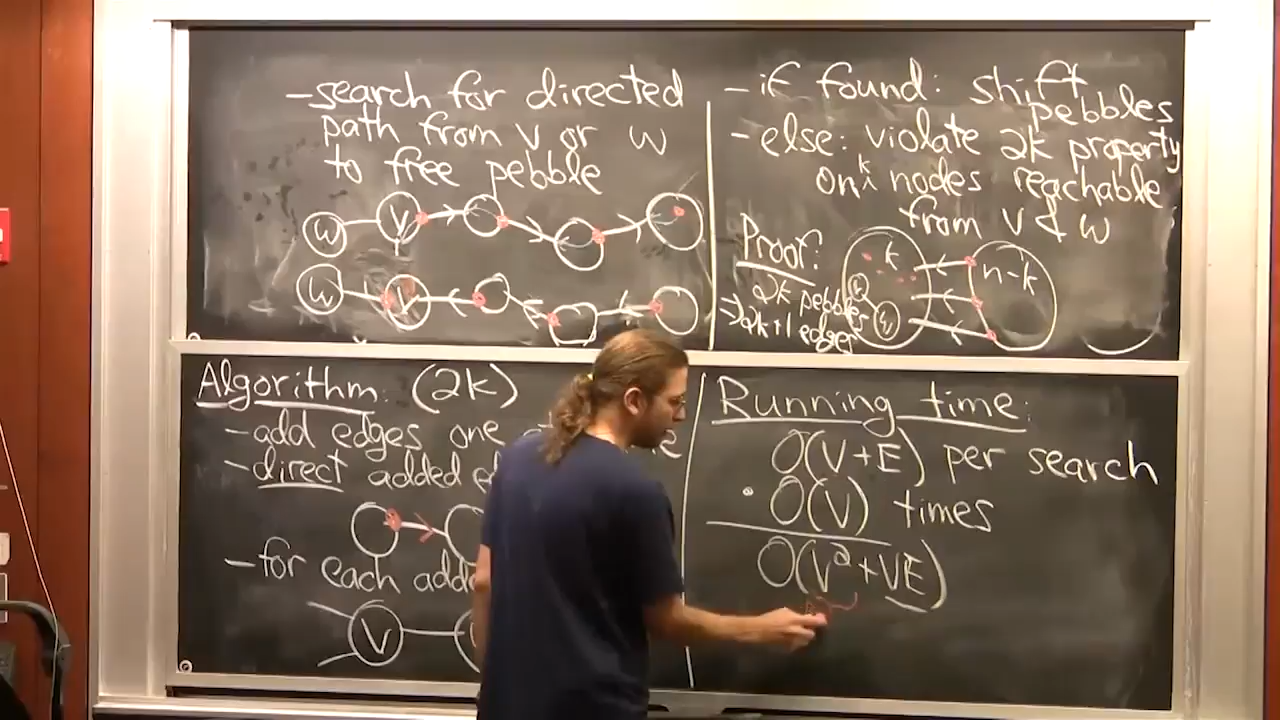 -search for directed
path from v or w
to free pebble
w
v
w
v
-if found: shift
pebbles
-else: violate 2k property
on k nodes reachable
from v & w
Proof:
k
n-k
2k pebbles
→2k+1 edges
v
w
Algorithm: (2k)
-add edges one
-direct added
-for each
v
Running time:
O(V+E) per search
· O(V) times
O(V²+VE)